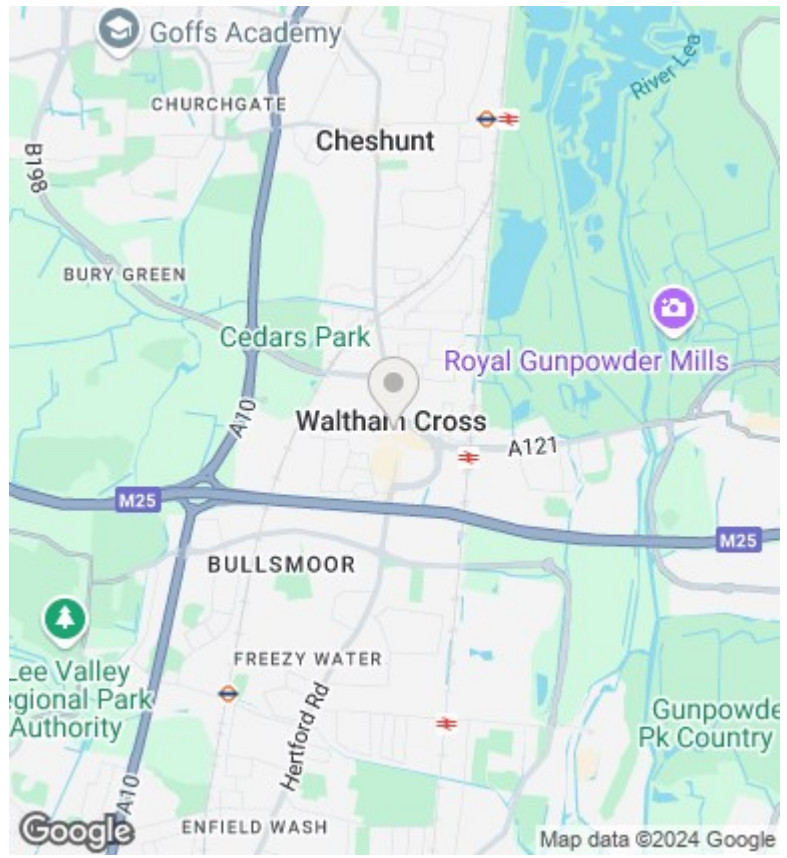 Goffs Academy
River Lea
CHURCHGATE
Cheshunt
B198
BURY GREEN
Cedars Park
Royal Gunpowder Mills
A10
Waltham Cross
A121
M25
M25
BULLSMOOR
Lee Valley
egional Park
Authority
FREEZY WATER
Hertford Rd
Gunpowde
Pk Country
A10
ENFIELD WASH
Google
Map data ©2024 Google